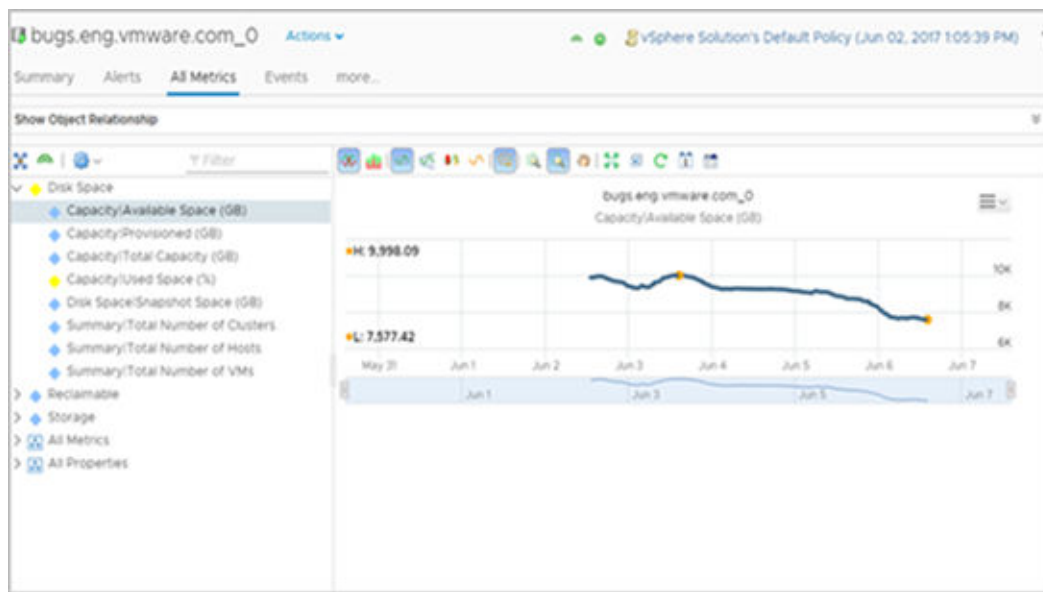 bugs.eng.vmware.com_0 Actions vSphere Solution's Default Policy (Jun 02, 2017 1:05:39 PM)
Summary Alerts All Metrics Events more...
Show Object Relationship
Filter
Disk Space
Capacity|Available Space (GB)
Capacity|Provisioned (GB)
Capacity|Total Capacity (GB)
Capacity|Used Space (%)
Disk Space|Snapshot Space (GB)
Summary|Total Number of Clusters
Summary|Total Number of Hosts
Summary|Total Number of VMs
Reclaimable
Storage
All Metrics
All Properties
bugs.eng.vmware.com_0
Capacity|Available Space (GB)
H: 9,998.09
10K
8K
L: 7,577.42
6K
May 31 Jun 1 Jun 2 Jun 3 Jun 4 Jun 5 Jun 6 Jun 7
Jun 1 Jun 3 Jun 5 Jun 7